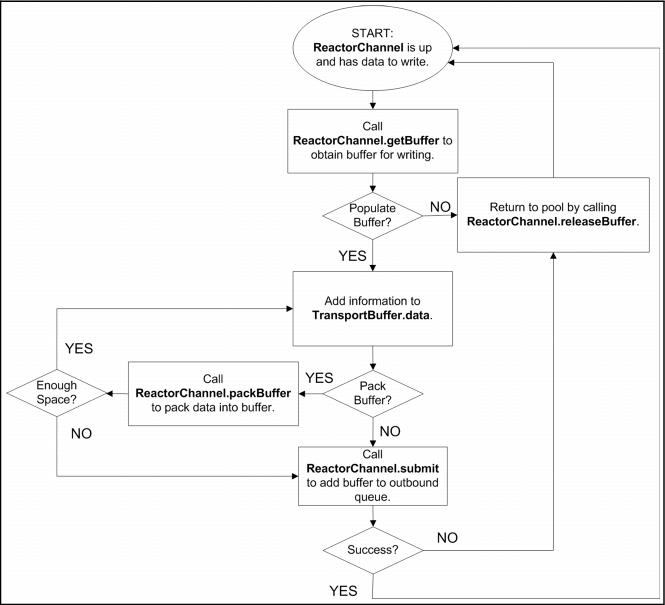 START:
ReactorChannel is up
and has data to write.
Call
ReactorChannel.getBuffer to
obtain buffer for writing.
Populate
Buffer?
NO
Return to pool by calling
ReactorChannel.releaseBuffer.
YES
Add information to
TransportBuffer.data.
YES
Enough
Space?
Call
ReactorChannel.packBuffer
to pack data into buffer.
YES
Pack
Buffer?
NO
NO
Call
ReactorChannel.submit
to add buffer to outbound
queue.
Success?
NO
YES